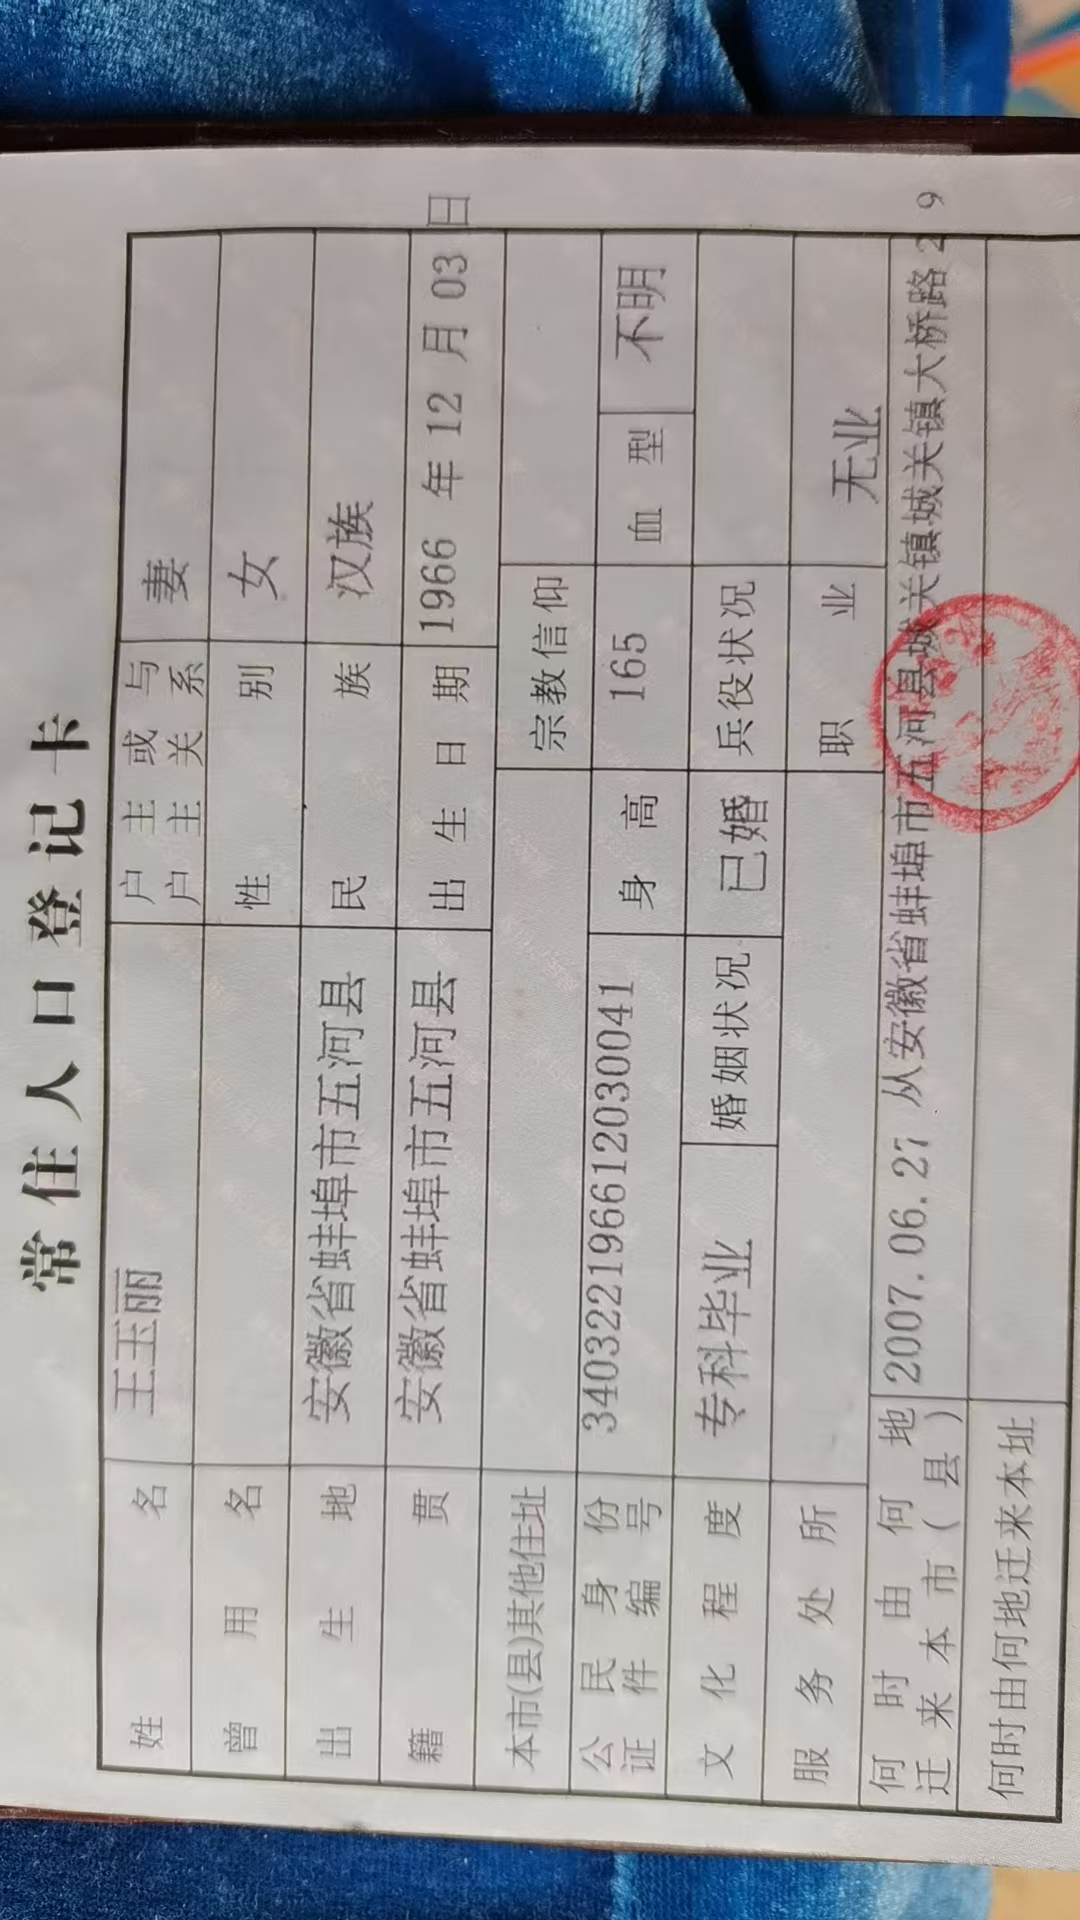 常住人口登记卡
姓名 王玉丽 户主或与户主关系 妻
曾用名 性别 女
出生地 安徽省蚌埠市五河县 民族 汉族
籍贯 安徽省蚌埠市五河县 出生日期 1966 年 12 月 03 日
本市(县)其他住址 宗教信仰
公民身份证件编号 340322196612030041 身高 165 血型 不明
文化程度 专科毕业 婚姻状况 已婚 兵役状况
服务处所 职业 无业
何时由何地迁来本市(县) 2007.06.27 从安徽省蚌埠市五河县城关镇城关镇大桥路2 9
何时由何地迁来本址